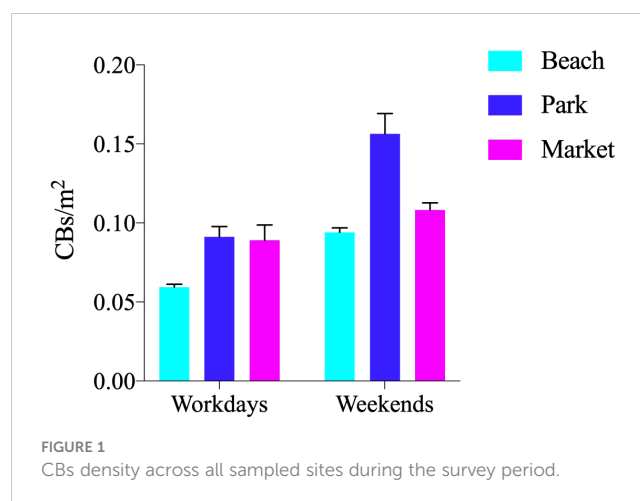 0.20
0.15
0.10
0.05
0.00
CBs/m²
Workdays
Weekends
Beach
Park
Market
FIGURE 1
CBs density across all sampled sites during the survey period.